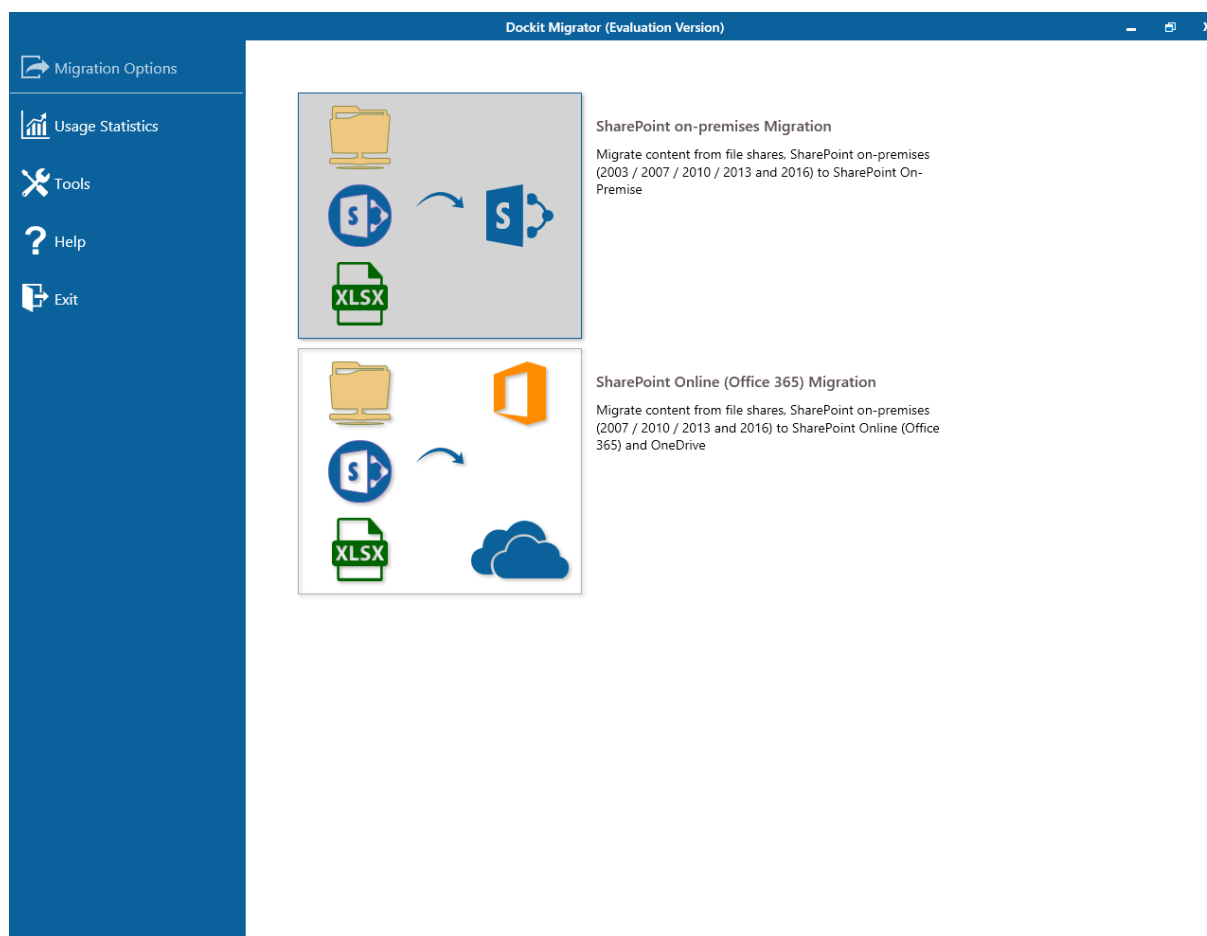 Dockit Migrator (Evaluation Version)
Migration Options
Usage Statistics
Tools
Help
Exit
S
S
XLSX
SharePoint on-premises Migration
Migrate content from file shares, SharePoint on-premises
(2003 / 2007 / 2010 / 2013 and 2016) to SharePoint On-
Premise
S
XLSX
SharePoint Online (Office 365) Migration
Migrate content from file shares, SharePoint on-premises
(2007 / 2010 / 2013 and 2016) to SharePoint Online (Office
365) and OneDrive